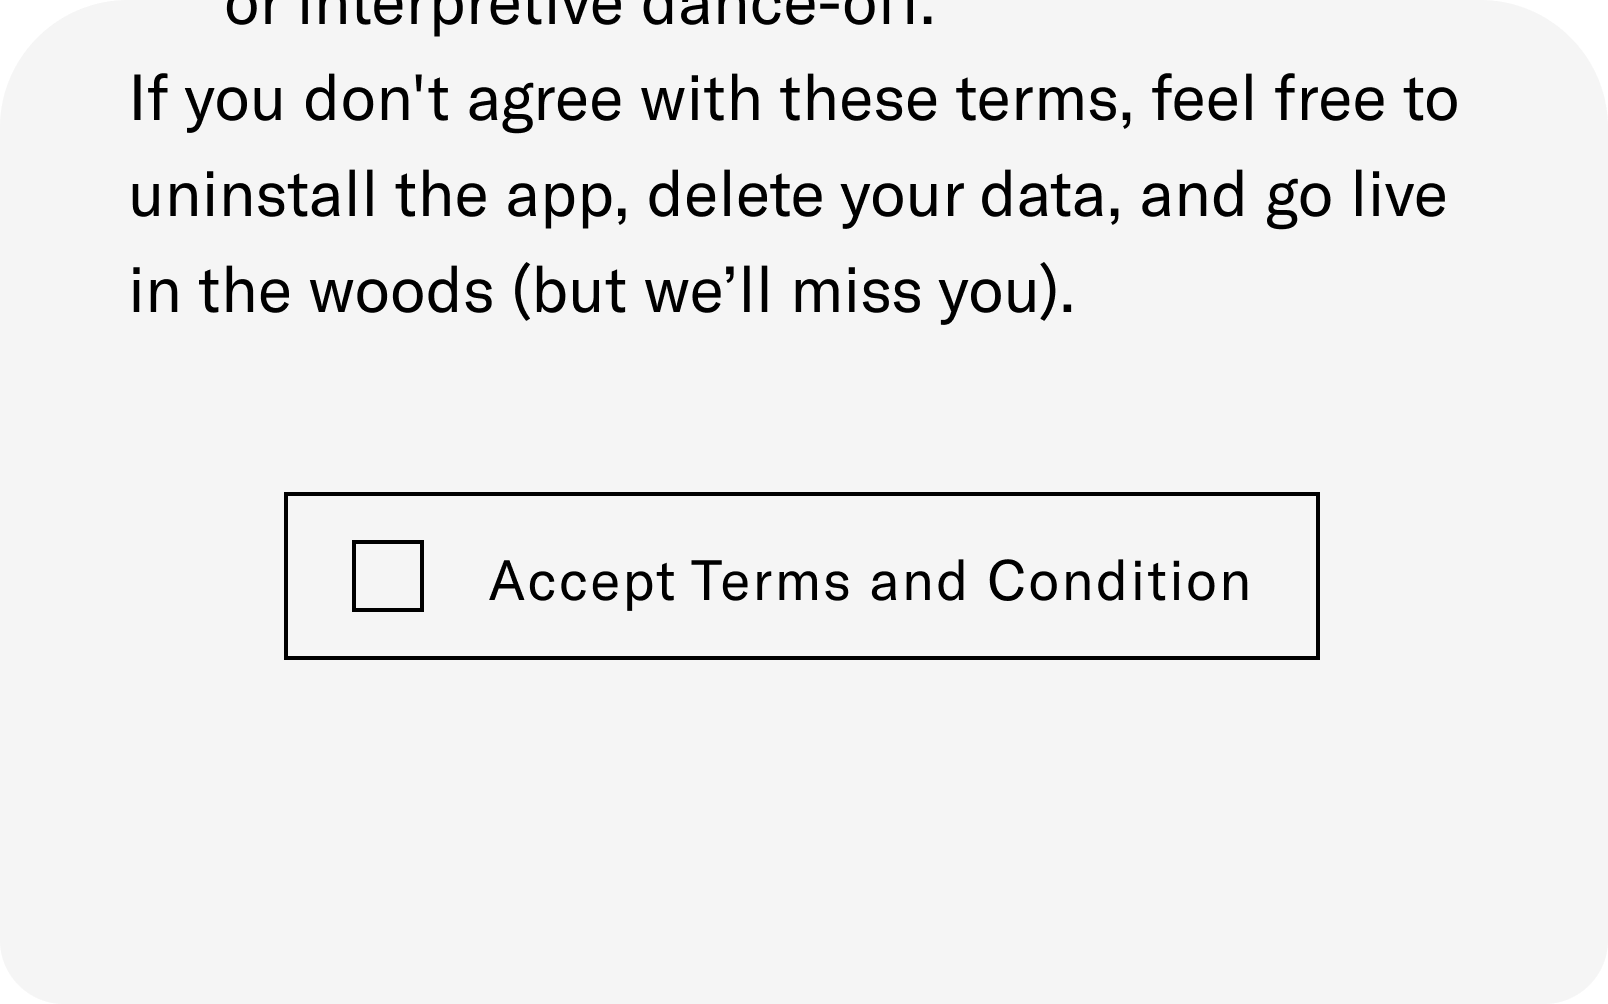 or interpretive dance-off.
If you don't agree with these terms, feel free to
uninstall the app, delete your data, and go live
in the woods (but we’ll miss you).
Accept Terms and Condition